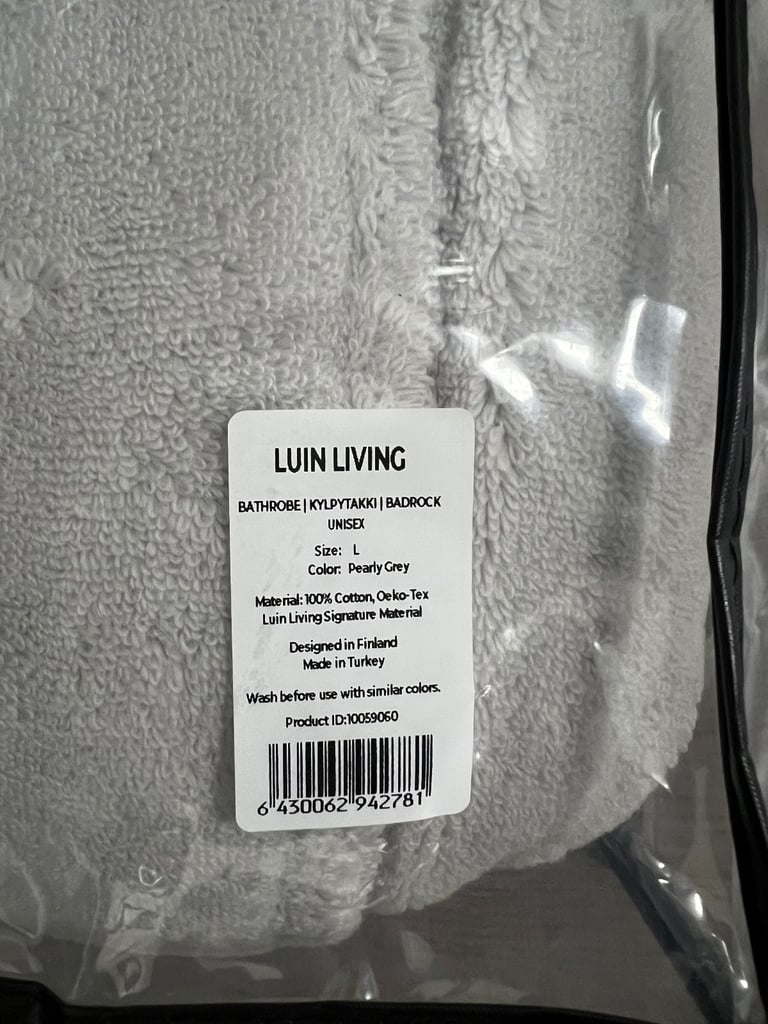 LUIN LIVING
BATHROBE | KYLPYTAKKI | BADROCK
UNISEX
Size: L
Color: Pearly Grey
Material: 100% Cotton, Oeko-Tex
Luin Living Signature Material
Designed in Finland
Made in Turkey
Wash before use with similar colors.
Product ID:10059060
6 430062 942781